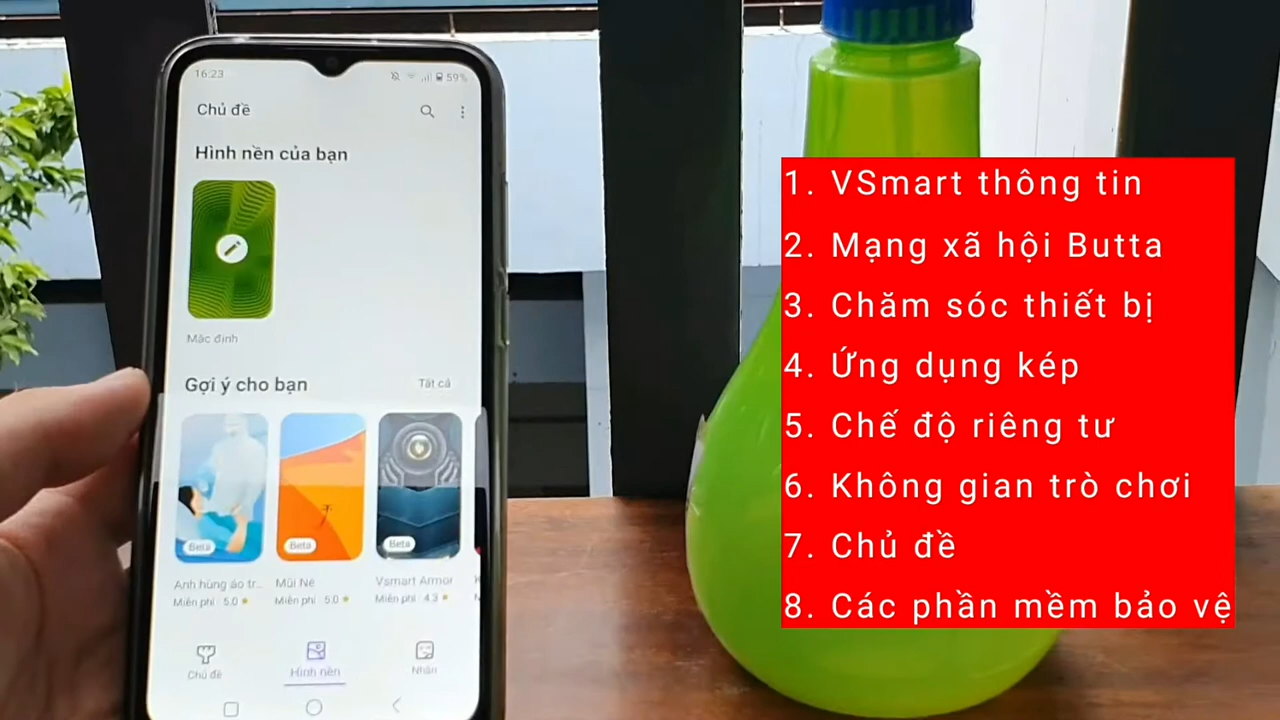 16:23
59%
Chủ đề
Hình nền của bạn
Mặc định
Gợi ý cho bạn
Tất cả
Beta
Beta
Beta
Anh hùng áo tr...
Mũi Né
Vsmart Armor
Miễn phí 5.0
Miễn phí 5.0
Miễn phí 4.3
Chủ đề
Hình nền
Nhãn
1. VSmart thông tin
2. Mạng xã hội Butta
3. Chăm sóc thiết bị
4. Ứng dụng kép
5. Chế độ riêng tư
6. Không gian trò chơi
7. Chủ đề
8. Các phần mềm bảo vệ